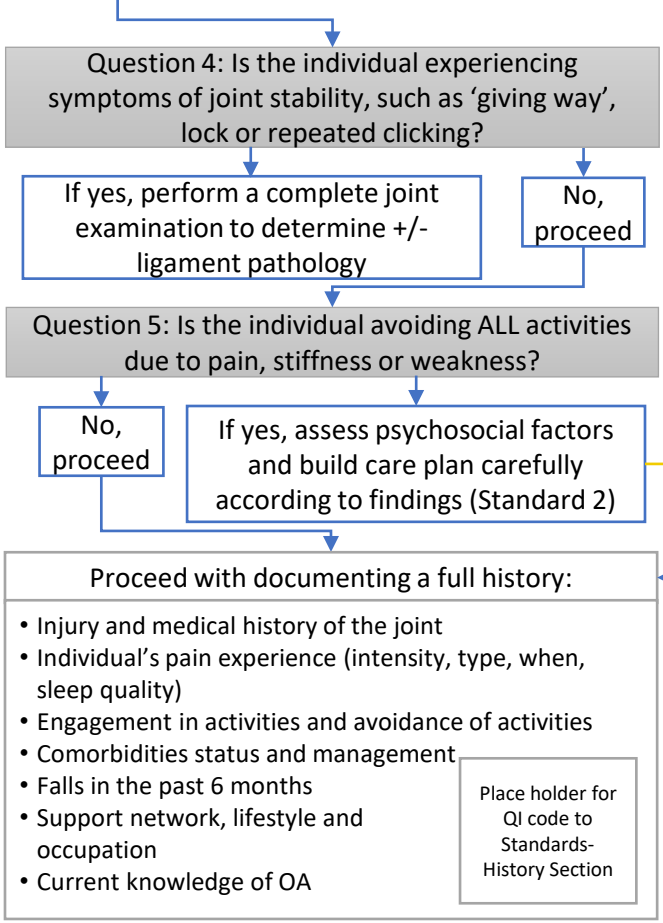 Question 4: Is the individual experiencing
symptoms of joint stability, such as ‘giving way’,
lock or repeated clicking?
If yes, perform a complete joint
examination to determine +/-
ligament pathology
No,
proceed
Question 5: Is the individual avoiding ALL activities
due to pain, stiffness or weakness?
No,
proceed
If yes, assess psychosocial factors
and build care plan carefully
according to findings (Standard 2)
Proceed with documenting a full history:
• Injury and medical history of the joint
• Individual’s pain experience (intensity, type, when,
sleep quality)
• Engagement in activities and avoidance of activities
• Comorbidities status and management
• Falls in the past 6 months
• Support network, lifestyle and
occupation
• Current knowledge of OA
Place holder for
QI code to
Standards-
History Section